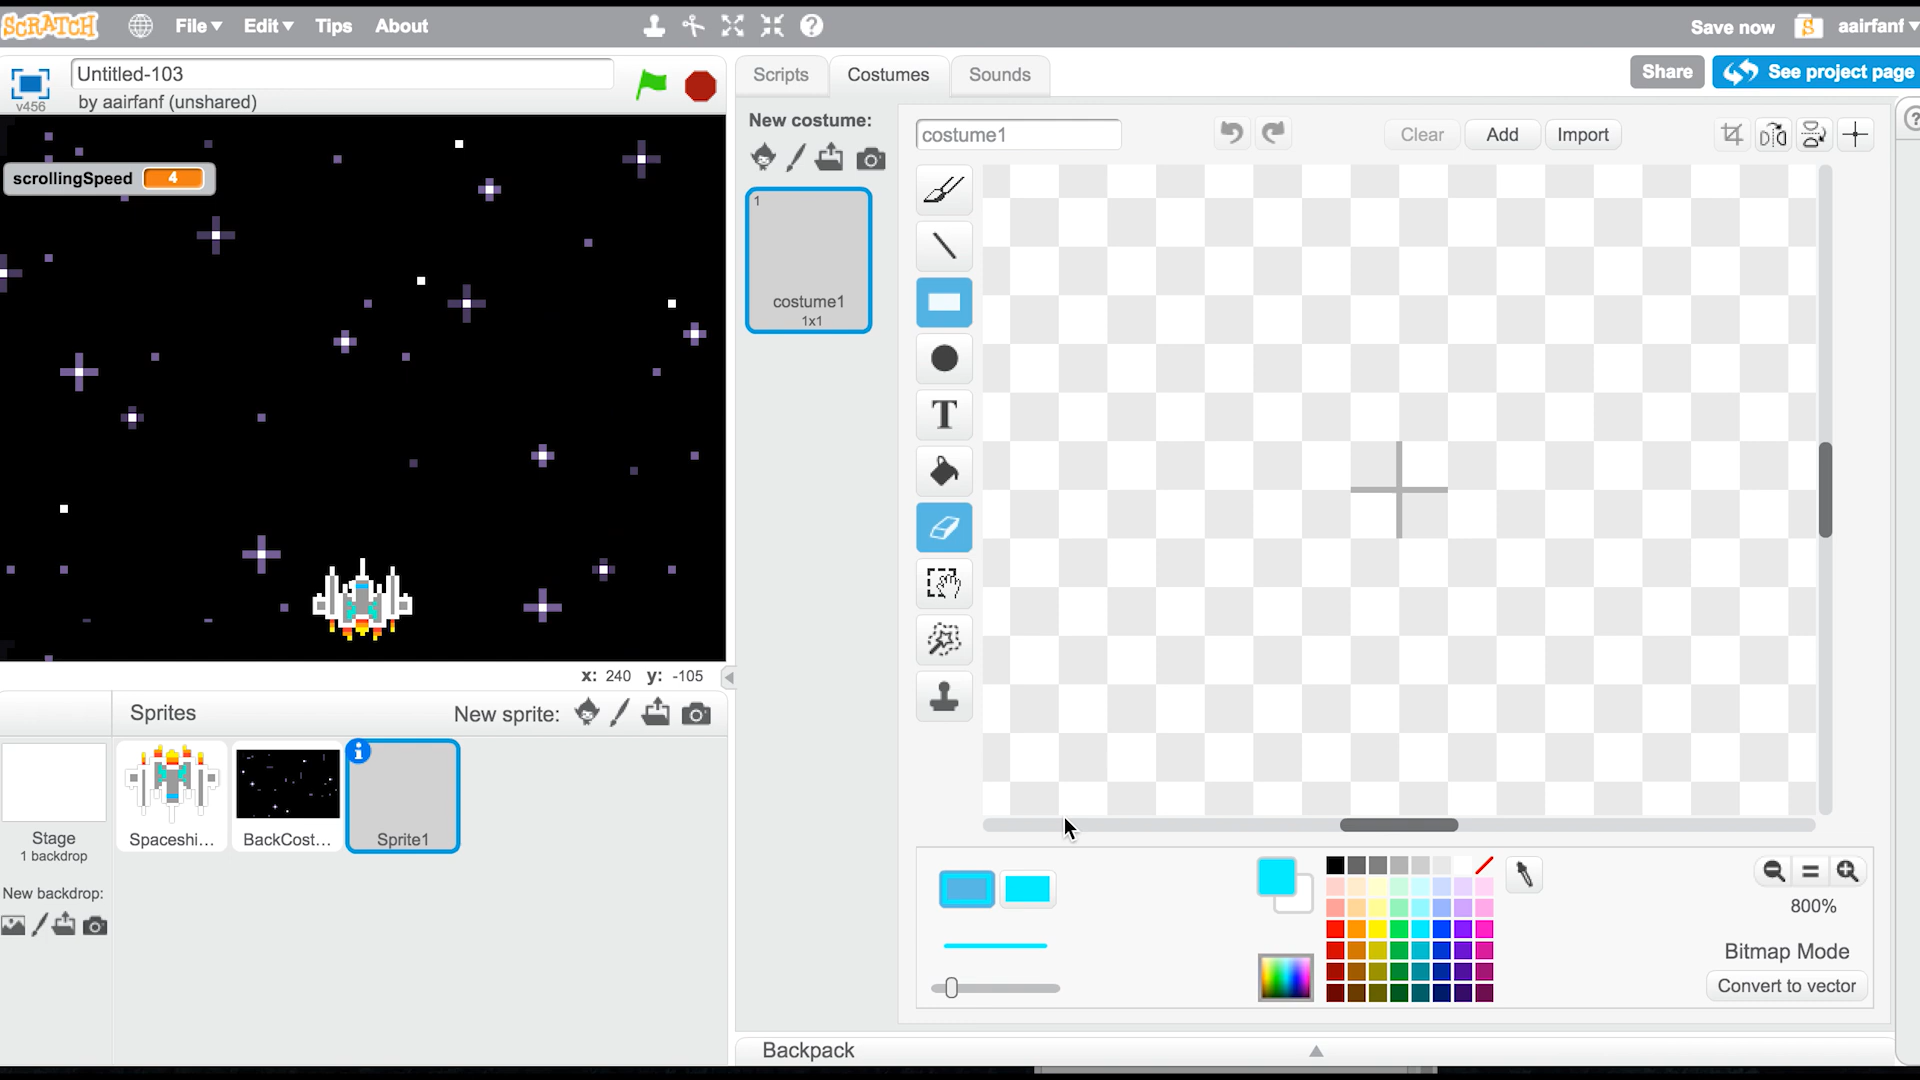 SCRATCH File Edit Tips About Save now aairfanf
v456 Untitled-103
by aairfanf (unshared)
Scripts Costumes Sounds Share See project page
New costume: costume1 Clear Add Import
scrollingSpeed 4
1
costume1
1x1
T
x: 240 y: -105
Sprites New sprite:
Stage
1 backdrop
Spaceshi... BackCost... Sprite1
New backdrop:
800%
Bitmap Mode
Convert to vector
Backpack